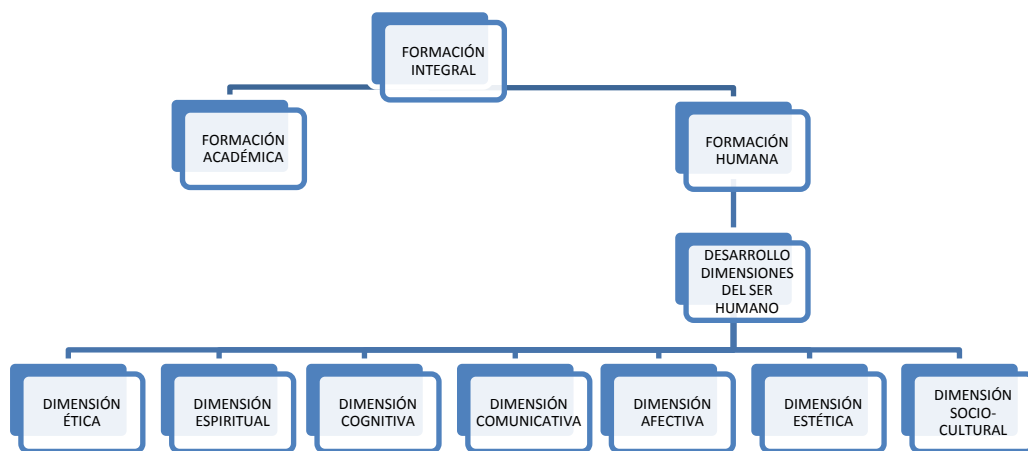 FORMACIÓN
INTEGRAL
FORMACIÓN
ACADÉMICA
FORMACIÓN
HUMANA
DESARROLLO
DIMENSIONES
DEL SER
HUMANO
DIMENSIÓN
ÉTICA
DIMENSIÓN
ESPIRITUAL
DIMENSIÓN
COGNITIVA
DIMENSIÓN
COMUNICATIVA
DIMENSIÓN
AFECTIVA
DIMENSIÓN
ESTÉTICA
DIMENSIÓN
SOCIO-
CULTURAL